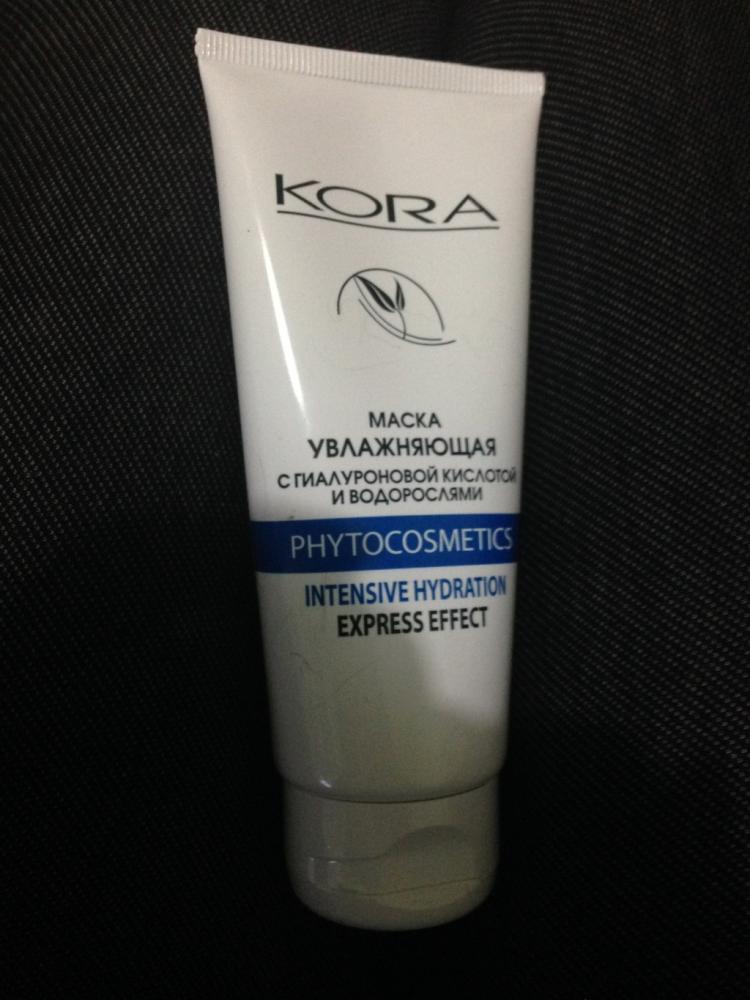 KORA
МАСКА
УВЛАЖНЯЮЩАЯ
С ГИАЛУРОНОВОЙ КИСЛОТОЙ
И ВОДОРОСЛЯМИ
PHYTOCOSMETICS
INTENSIVE HYDRATION
EXPRESS EFFECT